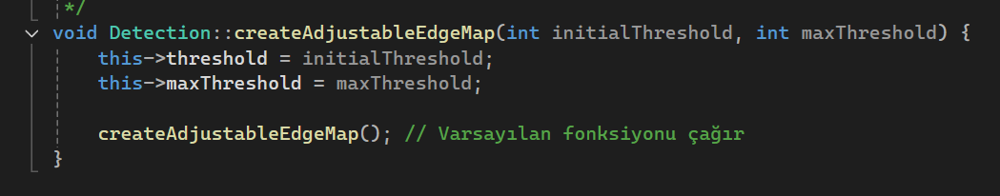 */
void Detection::createAdjustableEdgeMap(int initialThreshold, int maxThreshold) {
this->threshold = initialThreshold;
this->maxThreshold = maxThreshold;
createAdjustableEdgeMap(); // Varsayılan fonksiyonu çağır
}